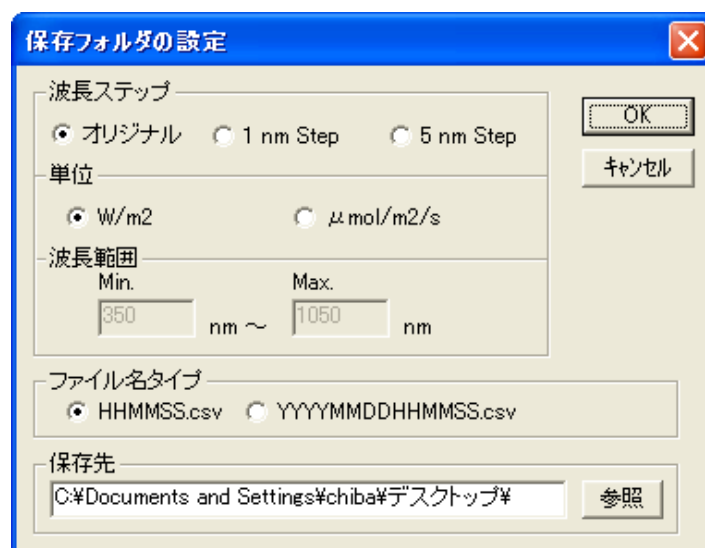 保存フォルダの設定
波長ステップ
オリジナル 1 nm Step 5 nm Step
OK
キャンセル
単位
W/m2 μmol/m2/s
波長範囲
Min. Max.
350 nm ～ 1050 nm
ファイル名タイプ
HHMMSS.csv YYYYMMDDHHMMSS.csv
保存先
C:¥Documents and Settings¥chiba¥デスクトップ¥ 参照